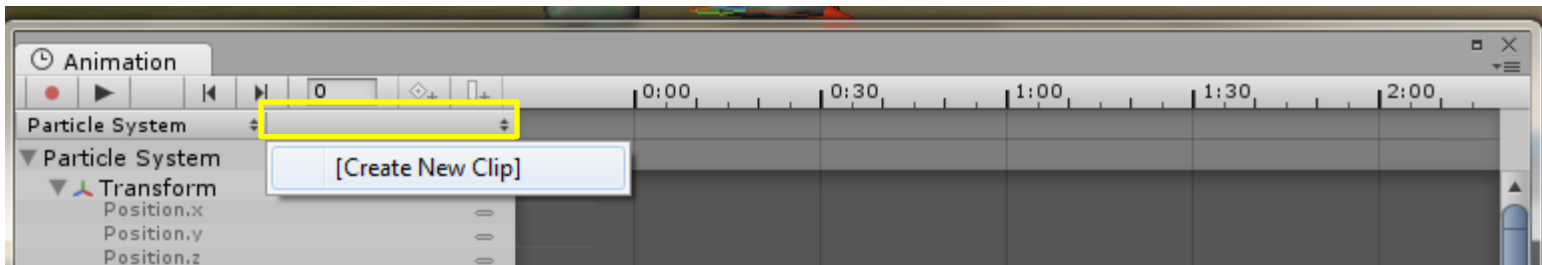 Animation
0 0:00 0:30 1:00 1:30 2:00
Particle System
Particle System
[Create New Clip]
Transform
Position.x
Position.y
Position.z